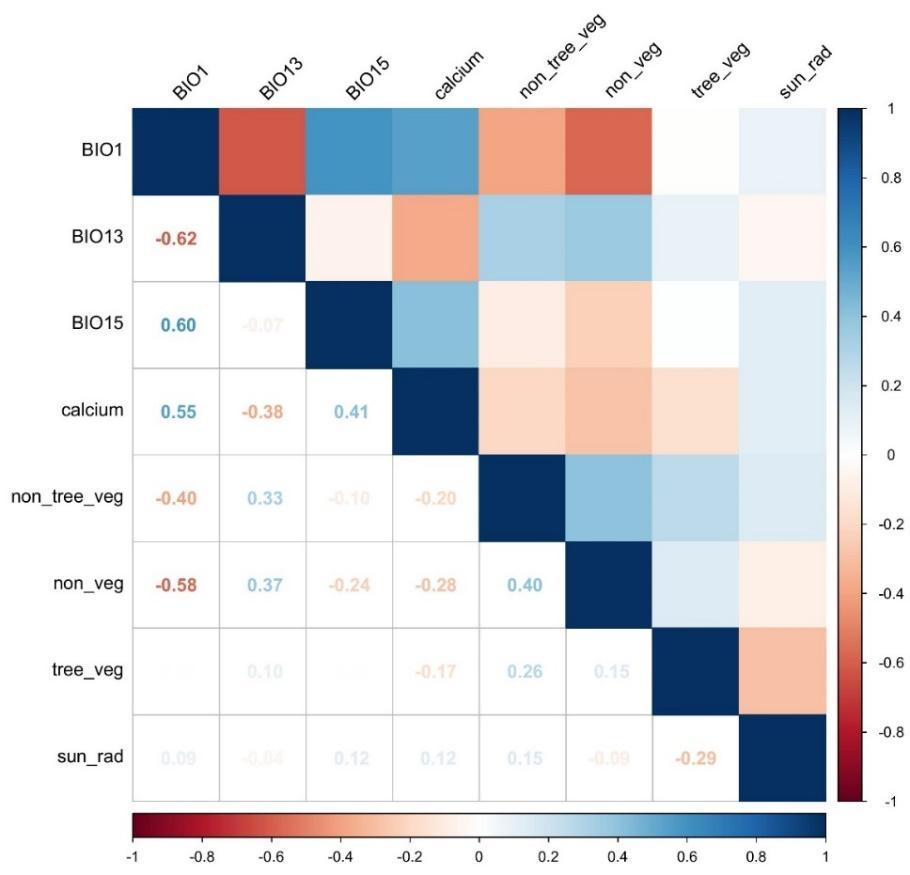 BIO1 BIO13 BIO15 calcium non_tree_veg non_veg tree_veg sun_rad
BIO1
BIO13 -0.62
BIO15 0.60 -0.07
calcium 0.55 -0.38 0.41
non_tree_veg -0.40 0.33 -0.10 -0.20
non_veg -0.58 0.37 -0.24 -0.28 0.40
tree_veg 0.10 -0.17 0.26 0.15
sun_rad 0.09 -0.04 0.12 0.12 0.15 -0.09 -0.29
1
0.8
0.6
0.4
0.2
0
-0.2
-0.4
-0.6
-0.8
-1
-1 -0.8 -0.6 -0.4 -0.2 0 0.2 0.4 0.6 0.8 1